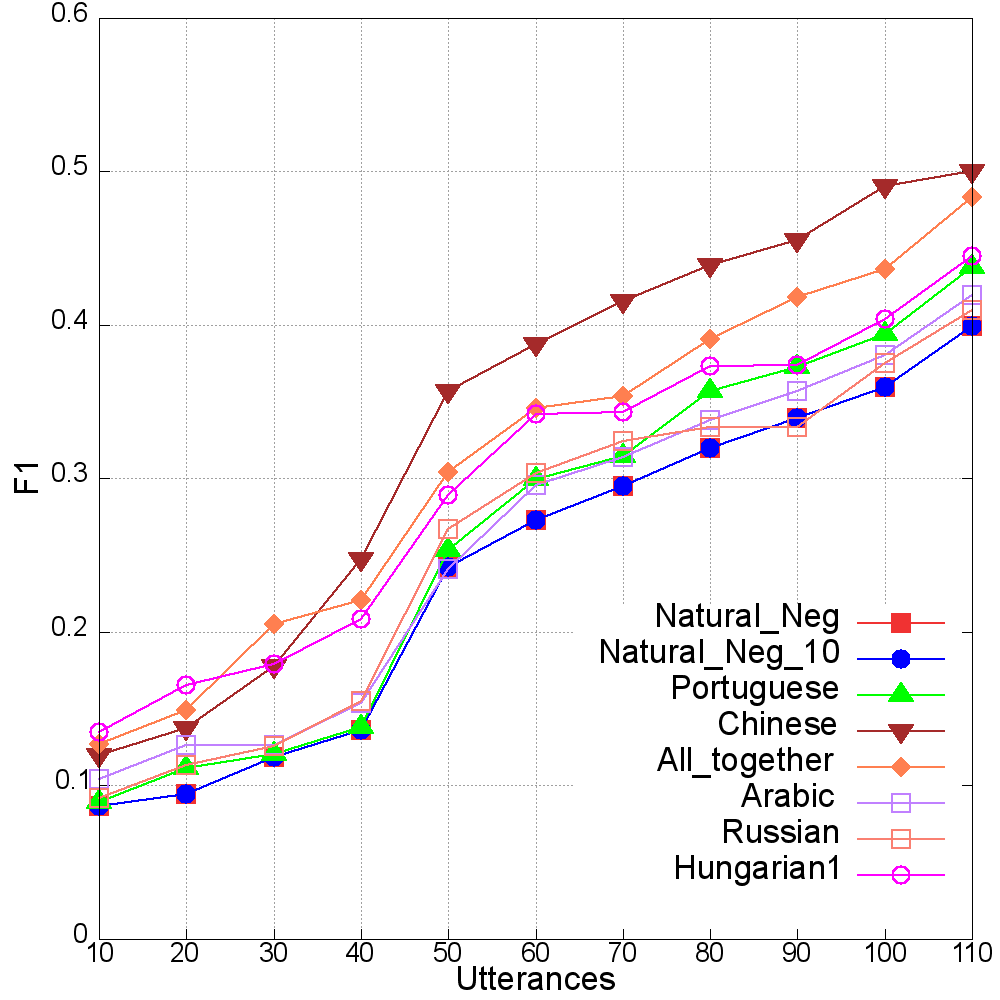 0.6
0.5
0.4
0.3
0.2
0.1
0
F1
Natural_Neg
Natural_Neg_10
Portuguese
Chinese
All_together
Arabic
Russian
Hungarian1
10 20 30 40 50 60 70 80 90 100 110
Utterances